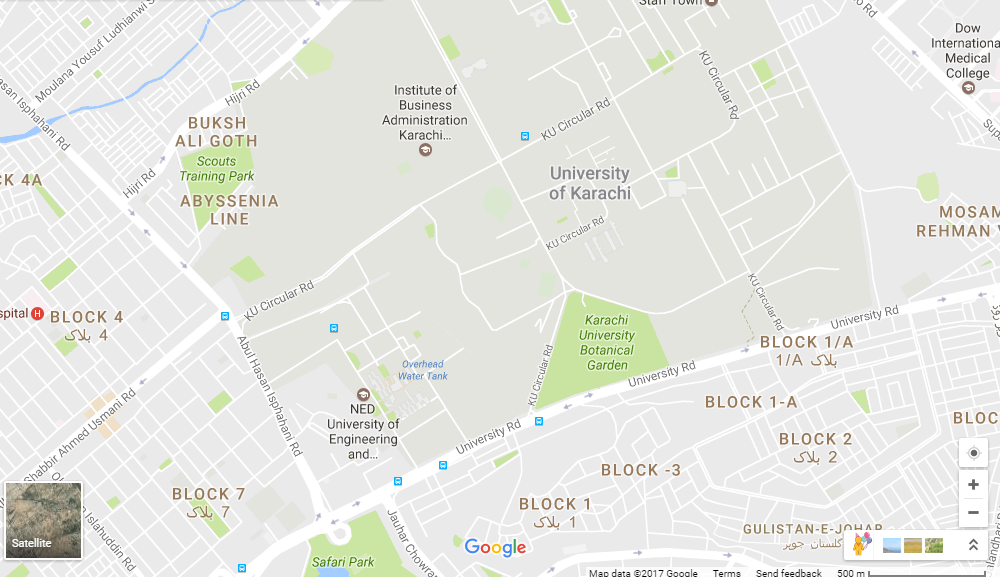 Staff Town
Dow
International
Medical
College
Moulana Yousuf Ludhianwi
Hijri Rd
KU Circular Rd
Institute of
Business
Administration
Karachi...
KU Circular Rd
BUKSH
ALI GOTH
Scouts
Training Park
Hijri Rd
ABYSSENIA
LINE
CK 4A
University
of Karachi
KU Circular Rd
MOSAM
REHMAN
KU Circular Rd
KU Circular Rd
spital
H
BLOCK 4
بلاک 4
Abul Hasan Isphahani Rd
Karachi
University
Botanical
Garden
KU Circular Rd
University Rd
BLOCK 1/A
بلاک 1/A
Overhead
Water Tank
University Rd
NED
University of
Engineering
and...
BLOCK 1-A
Shabbir Ahmed Usmani Rd
University Rd
BLOCK 2
بلاک 2
BLOC
BLOCK -3
BLOCK 7
بلاک 7
BLOCK 1
بلاک 1
GULISTAN-E-JOHAR
گلستان جوہر
Satellite
Safari Park
Google
Map data ©2017 Google Terms Send feedback 500 m